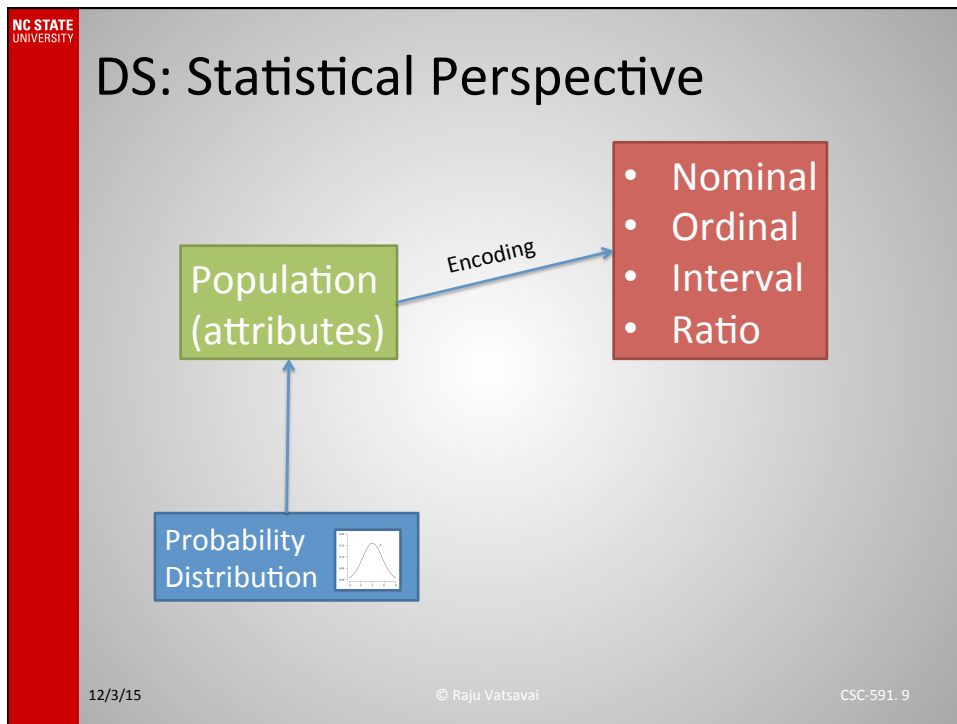 NC STATE
UNIVERSITY
DS: Statistical Perspective
• Nominal
• Ordinal
• Interval
• Ratio
Encoding
Population
(attributes)
Probability
Distribution
12/3/15
© Raju Vatsavai
CSC-591. 9